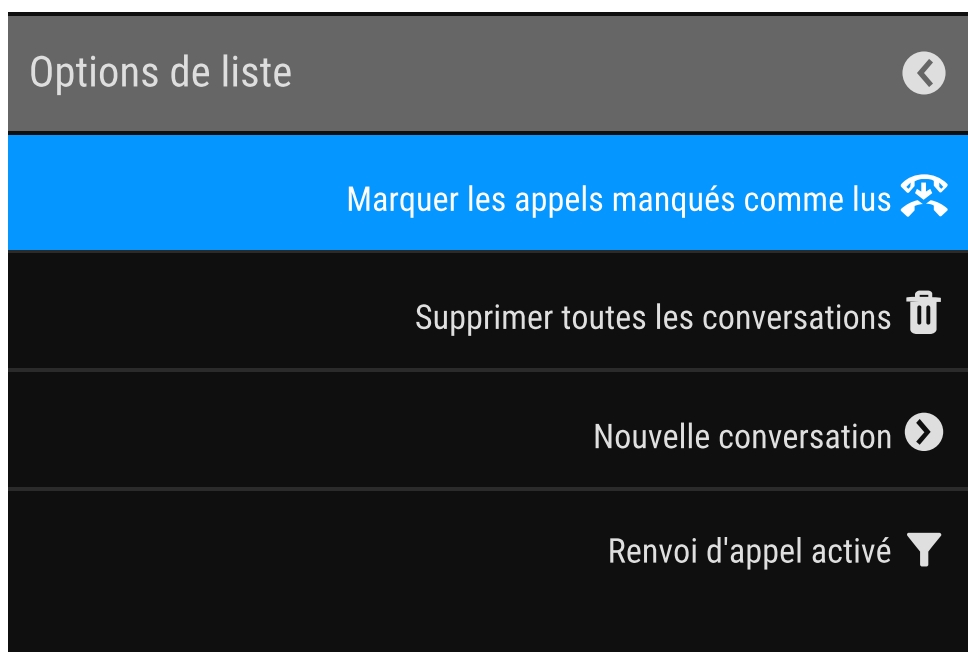 Options de liste
Marquer les appels manqués comme lus
Supprimer toutes les conversations
Nouvelle conversation
Renvoi d'appel activé